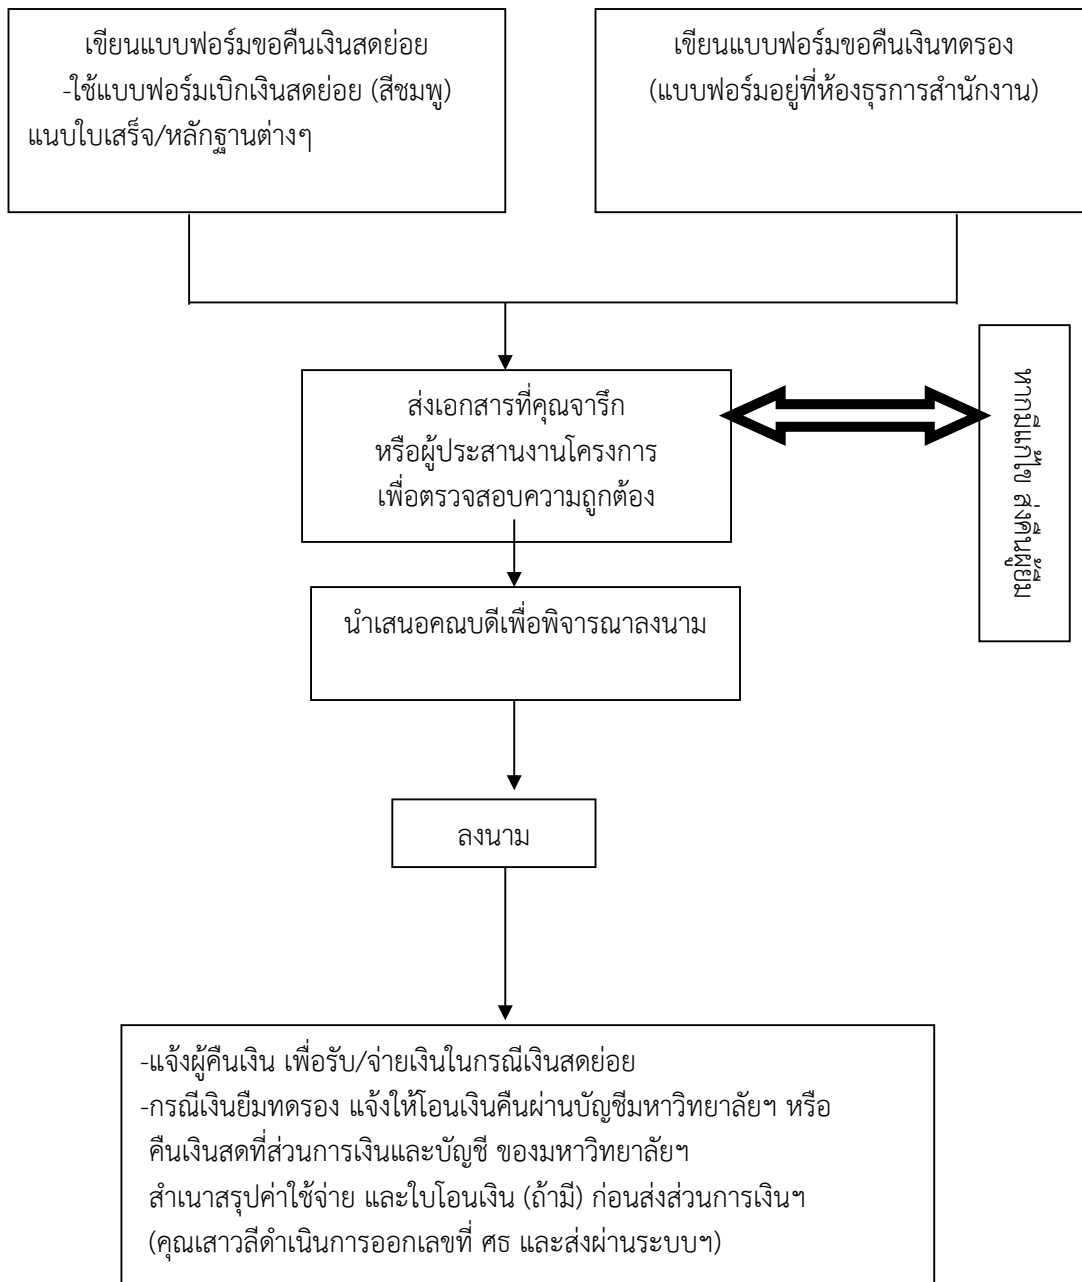 เขียนแบบฟอร์มขอคืนเงินสดย่อย
-ใช้แบบฟอร์มเบิกเงินสดย่อย (สีชมพู)
แนบใบเสร็จ/หลักฐานต่างๆ
เขียนแบบฟอร์มขอคืนเงินทดรอง
(แบบฟอร์มอยู่ที่ห้องธุรการสำนักงาน)
ส่งเอกสารที่คุณจารึก
หรือผู้ประสานงานโครงการ
เพื่อตรวจสอบความถูกต้อง
หากมีแก้ไข ส่งคืนผู้ยืม
นำเสนอคณบดีเพื่อพิจารณาลงนาม
ลงนาม
-แจ้งผู้คืนเงิน เพื่อรับ/จ่ายเงินในกรณีเงินสดย่อย
-กรณีเงินยืมทดรอง แจ้งให้โอนเงินคืนผ่านบัญชีมหาวิทยาลัยฯ หรือ
คืนเงินสดที่ส่วนการเงินและบัญชี ของมหาวิทยาลัยฯ
สำเนาสรุปค่าใช้จ่าย และใบโอนเงิน (ถ้ามี) ก่อนส่งส่วนการเงินฯ
(คุณเสาวลีดำเนินการออกเลขที่ ศธ และส่งผ่านระบบฯ)